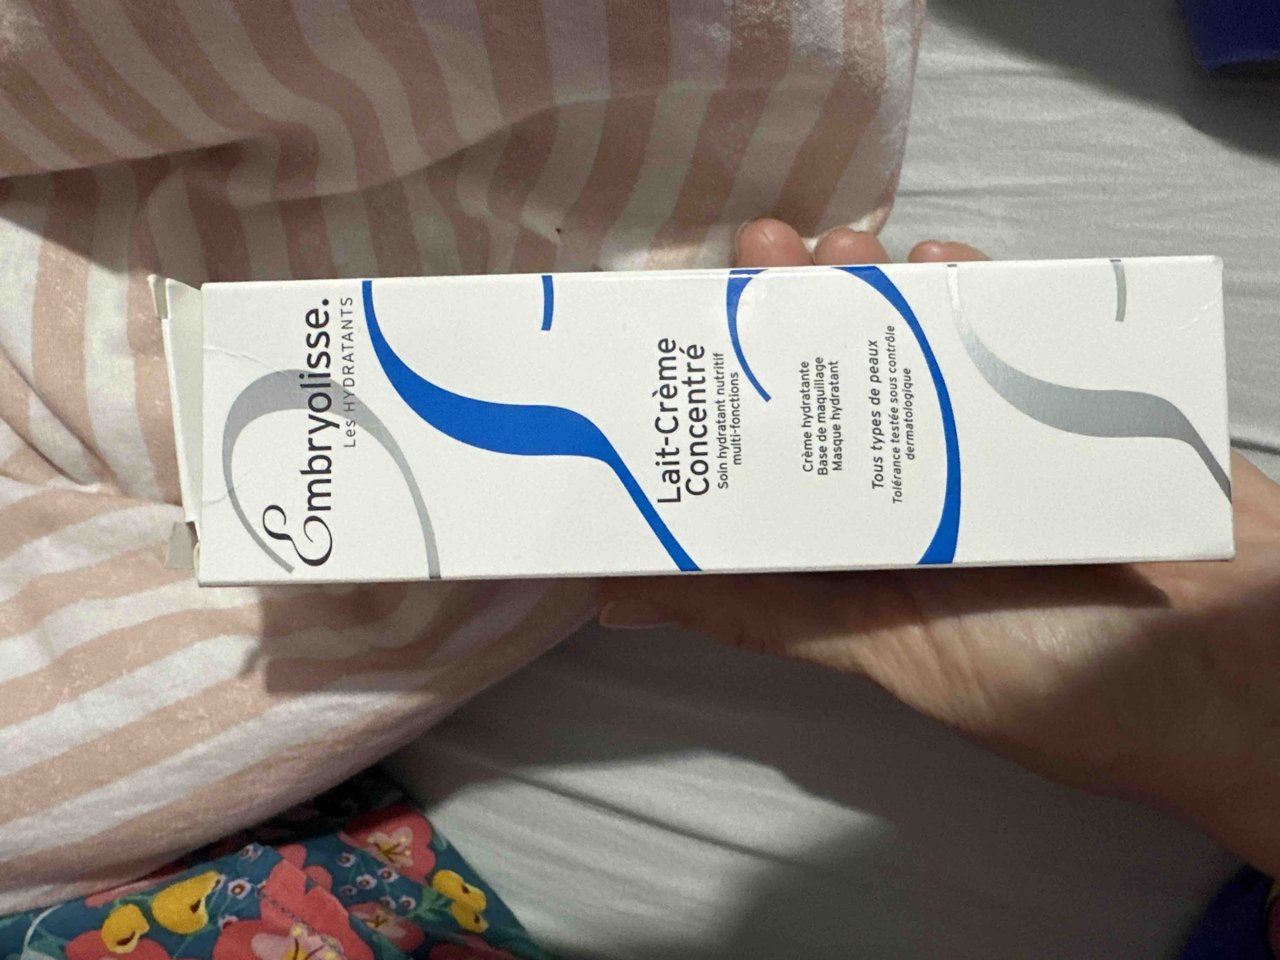 Embryolisse.
LES HYDRATANTS
Lait-Crème
Concentré
Soin hydratant nutritif
multi-fonctions
Crème hydratante
Base de maquillage
Masque hydratant
Tous types de peaux
Tolérance testée sous contrôle
dermatologique